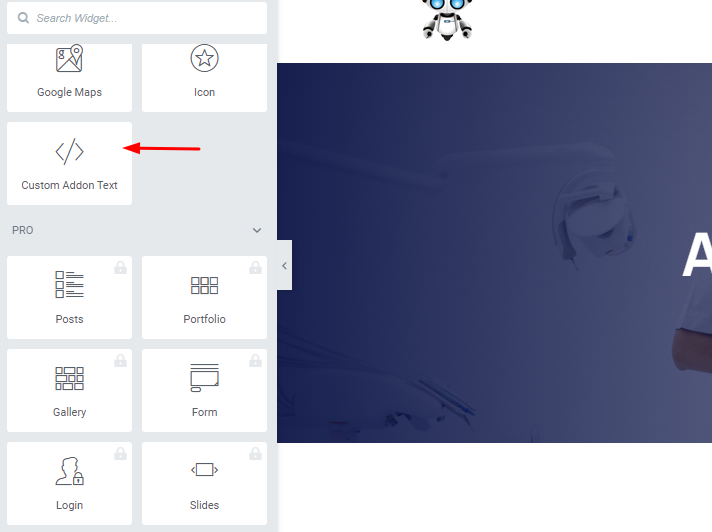 Search Widget...
Google Maps
Icon
Custom Addon Text
PRO
Posts
Portfolio
Gallery
Form
Login
Slides
A